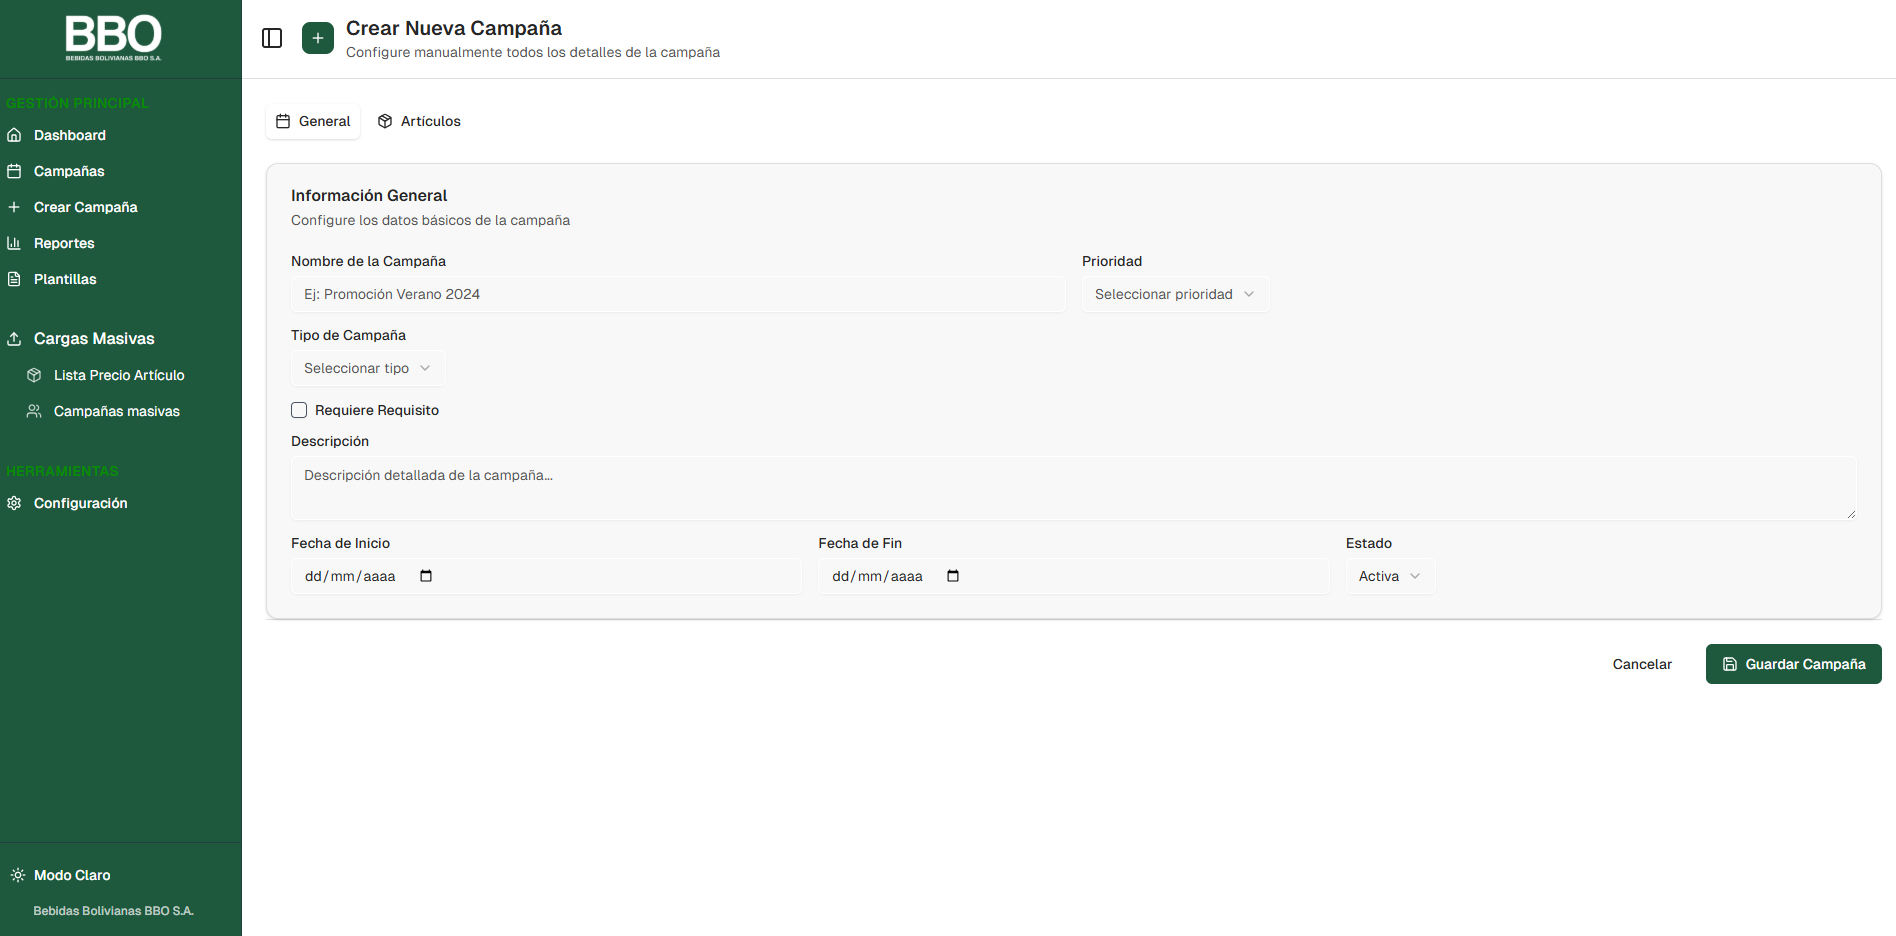 BBO
BEBIDAS BOLIVIANAS BBO S.A.
GESTIÓN PRINCIPAL
Dashboard
Campañas
Crear Campaña
Reportes
Plantillas
Cargas Masivas
Lista Precio Artículo
Campañas masivas
HERRAMIENTAS
Configuración
Modo Claro
Bebidas Bolivianas BBO S.A.
Crear Nueva Campaña
Configure manualmente todos los detalles de la campaña
General Artículos
Información General
Configure los datos básicos de la campaña
Nombre de la Campaña Prioridad
Ej: Promoción Verano 2024 Seleccionar prioridad
Tipo de Campaña
Seleccionar tipo
Requiere Requisito
Descripción
Descripción detallada de la campaña...
Fecha de Inicio Fecha de Fin Estado
dd/mm/aaaa dd/mm/aaaa Activa
Cancelar Guardar Campaña